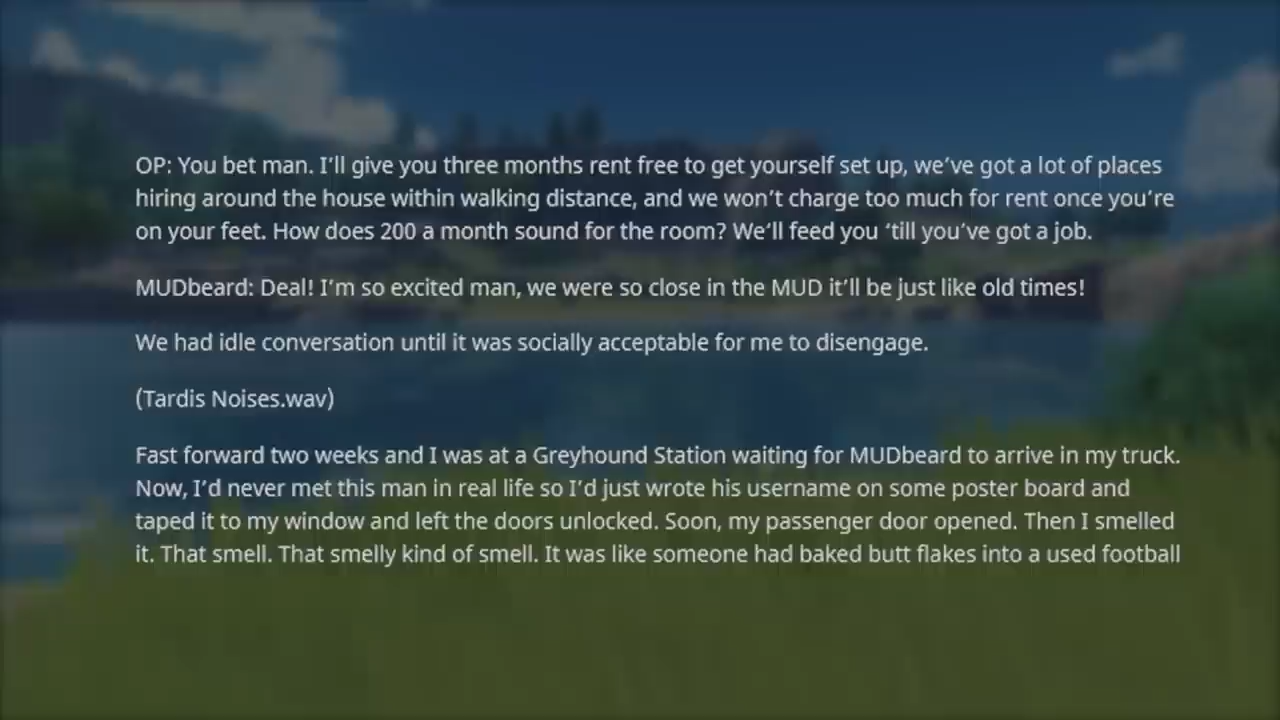 OP: You bet man. I’ll give you three months rent free to get yourself set up, we’ve got a lot of places
hiring around the house within walking distance, and we won’t charge too much for rent once you’re
on your feet. How does 200 a month sound for the room? We’ll feed you ‘till you’ve got a job.
MUDbeard: Deal! I’m so excited man, we were so close in the MUD it’ll be just like old times!
We had idle conversation until it was socially acceptable for me to disengage.
(Tardis Noises.wav)
Fast forward two weeks and I was at a Greyhound Station waiting for MUDbeard to arrive in my truck.
Now, I’d never met this man in real life so I’d just wrote his username on some poster board and
taped it to my window and left the doors unlocked. Soon, my passenger door opened. Then I smelled
it. That smell. That smelly kind of smell. It was like someone had baked butt flakes into a used football